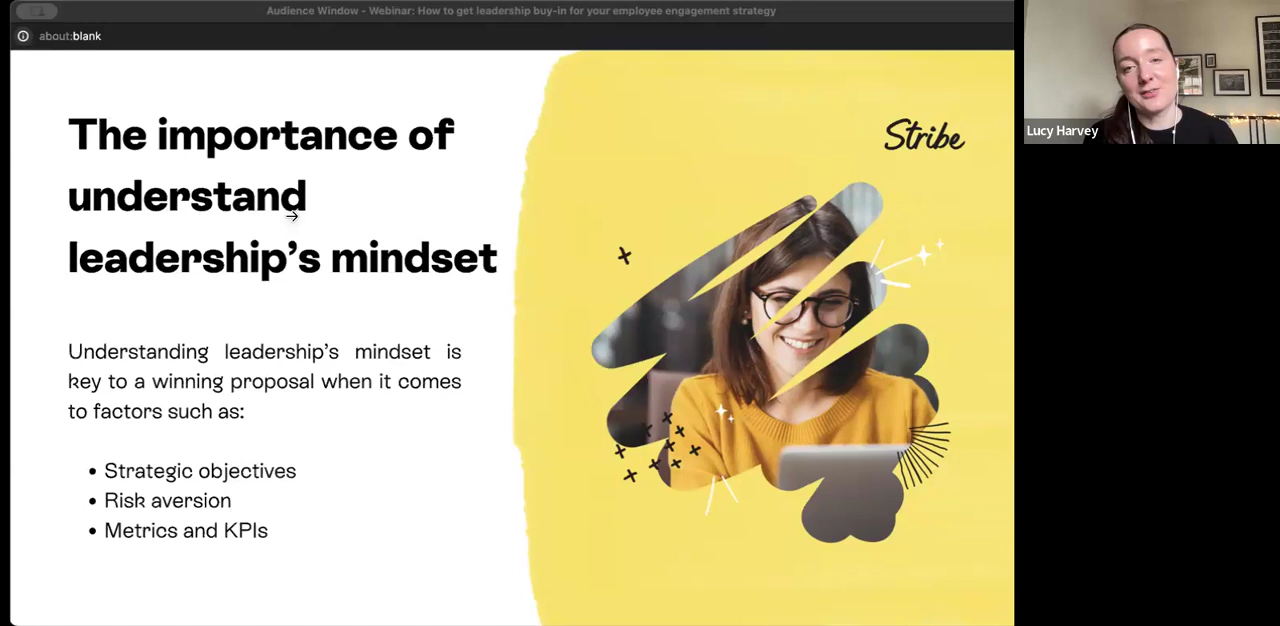 Audience Window - Webinar: How to get leadership buy-in for your employee engagement strategy
about:blank
The importance of
understand
leadership's mindset
Understanding leadership's mindset is
key to a winning proposal when it comes
to factors such as:
• Strategic objectives
• Risk aversion
• Metrics and KPIs
Stribe
Lucy Harvey